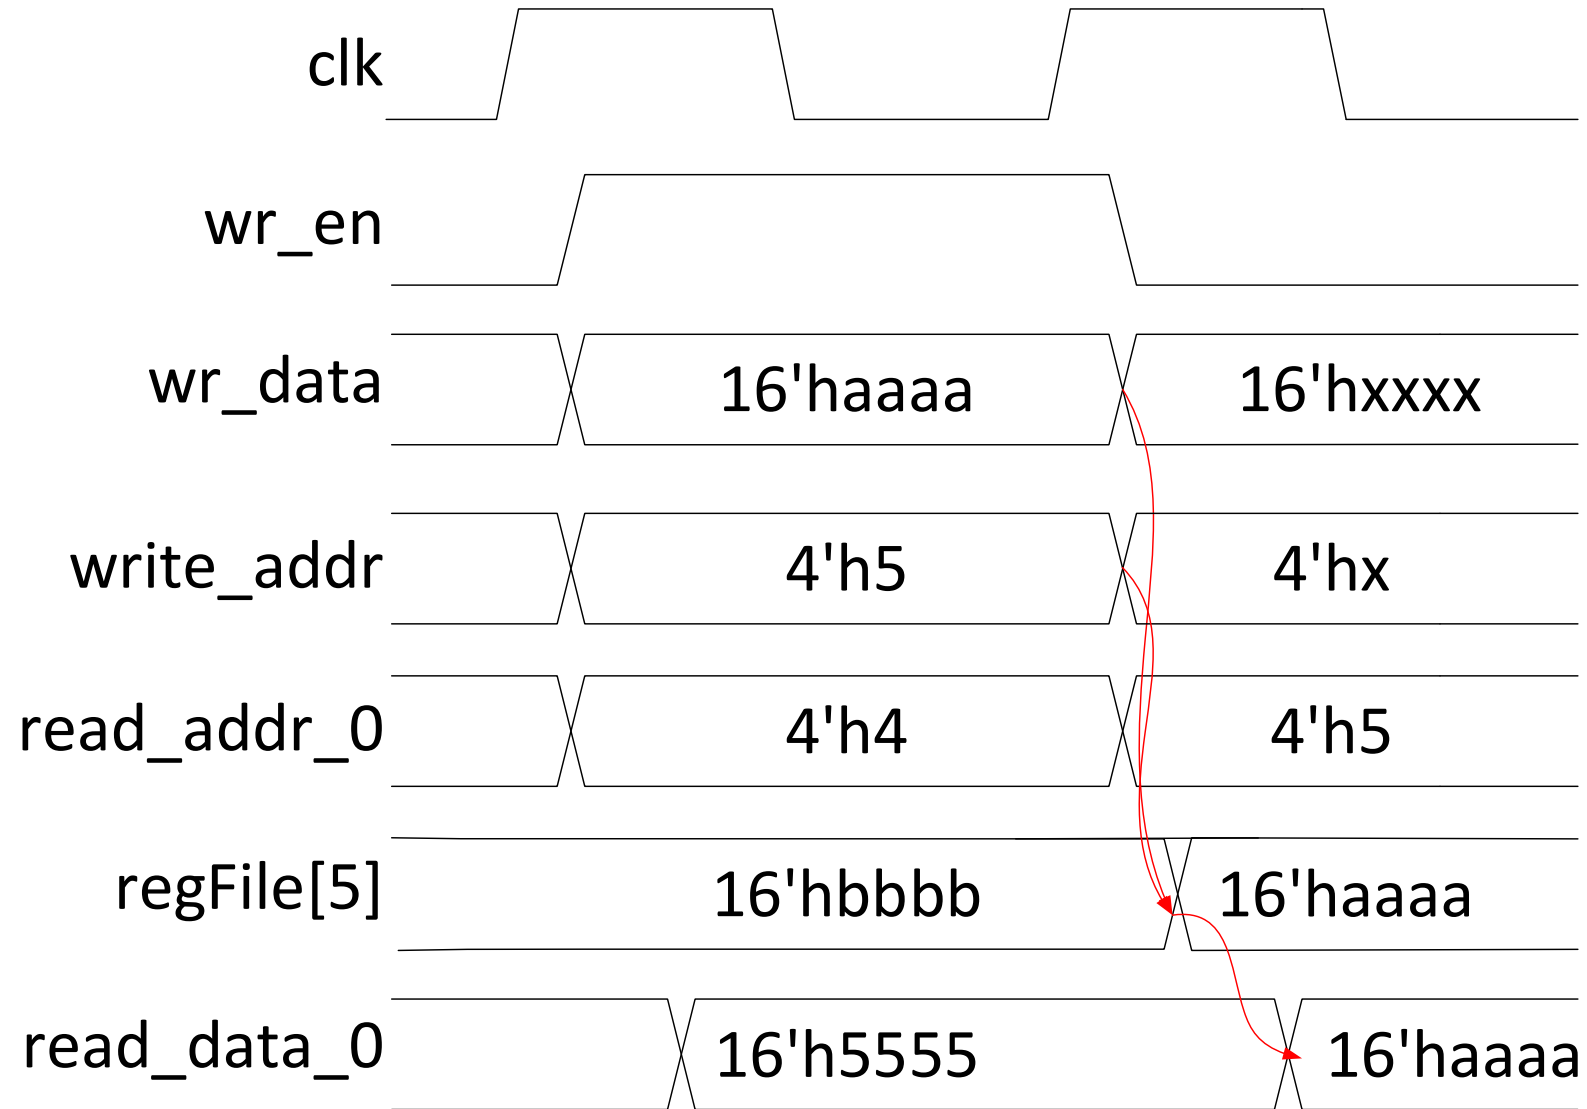 clk
wr_en
wr_data 16'haaaa 16'hxxxx
write_addr 4'h5 4'hx
read_addr_0 4'h4 4'h5
regFile[5] 16'hbbbb 16'haaaa
read_data_0 16'h5555 16'haaaa